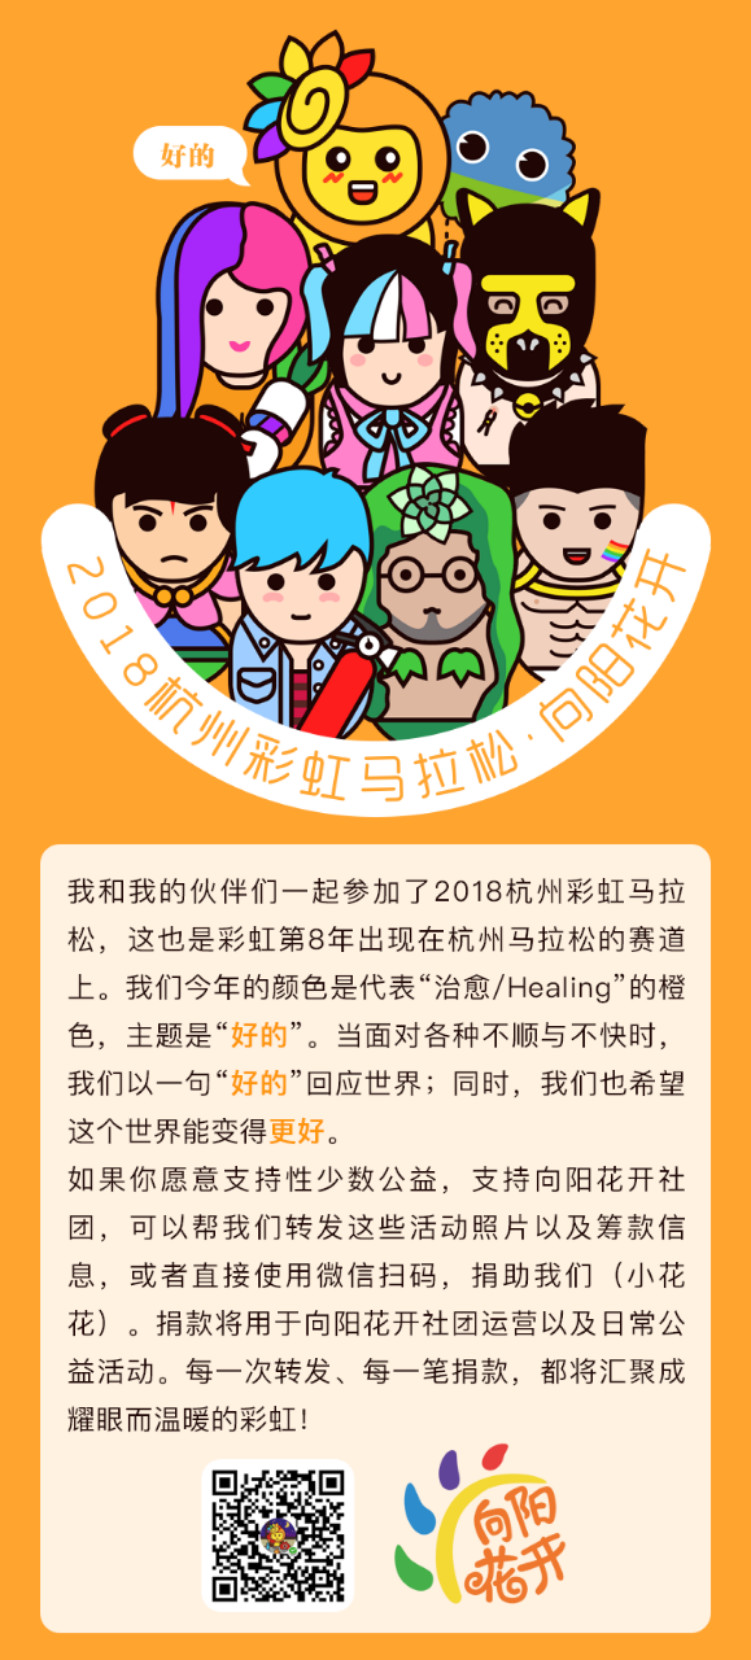 好的
2018杭州彩虹马拉松·向阳花开
我和我的伙伴们一起参加了2018杭州彩虹马拉
松，这也是彩虹第8年出现在杭州马拉松的赛道
上。我们今年的颜色是代表“治愈/Healing”的橙
色，主题是“好的”。当面对各种不顺与不快时，
我们以一句“好的”回应世界；同时，我们也希望
这个世界能变得更好。
如果你愿意支持性少数公益，支持向阳花开社
团，可以帮我们转发这些活动照片以及筹款信
息，或者直接使用微信扫码，捐助我们（小花
花）。捐款将用于向阳花开社团运营以及日常公
益活动。每一次转发、每一笔捐款，都将汇聚成
耀眼而温暖的彩虹！
向阳
花开